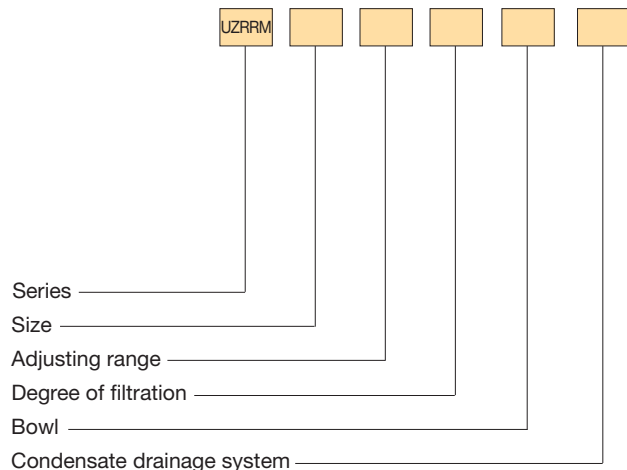 UZRRM
Series
Size
Adjusting range
Degree of filtration
Bowl
Condensate drainage system